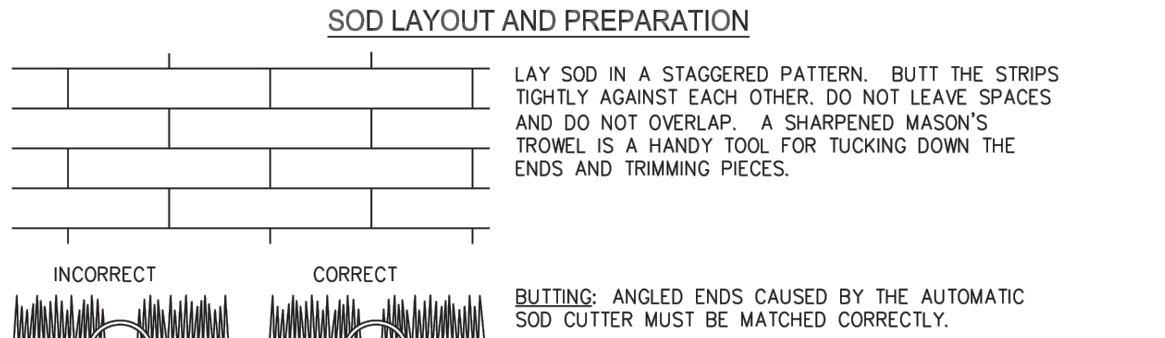 SOD LAYOUT AND PREPARATION
LAY SOD IN A STAGGERED PATTERN. BUTT THE STRIPS
TIGHTLY AGAINST EACH OTHER. DO NOT LEAVE SPACES
AND DO NOT OVERLAP. A SHARPENED MASON'S
TROWEL IS A HANDY TOOL FOR TUCKING DOWN THE
ENDS AND TRIMMING PIECES.
INCORRECT
CORRECT
BUTTING: ANGLED ENDS CAUSED BY THE AUTOMATIC
SOD CUTTER MUST BE MATCHED CORRECTLY.